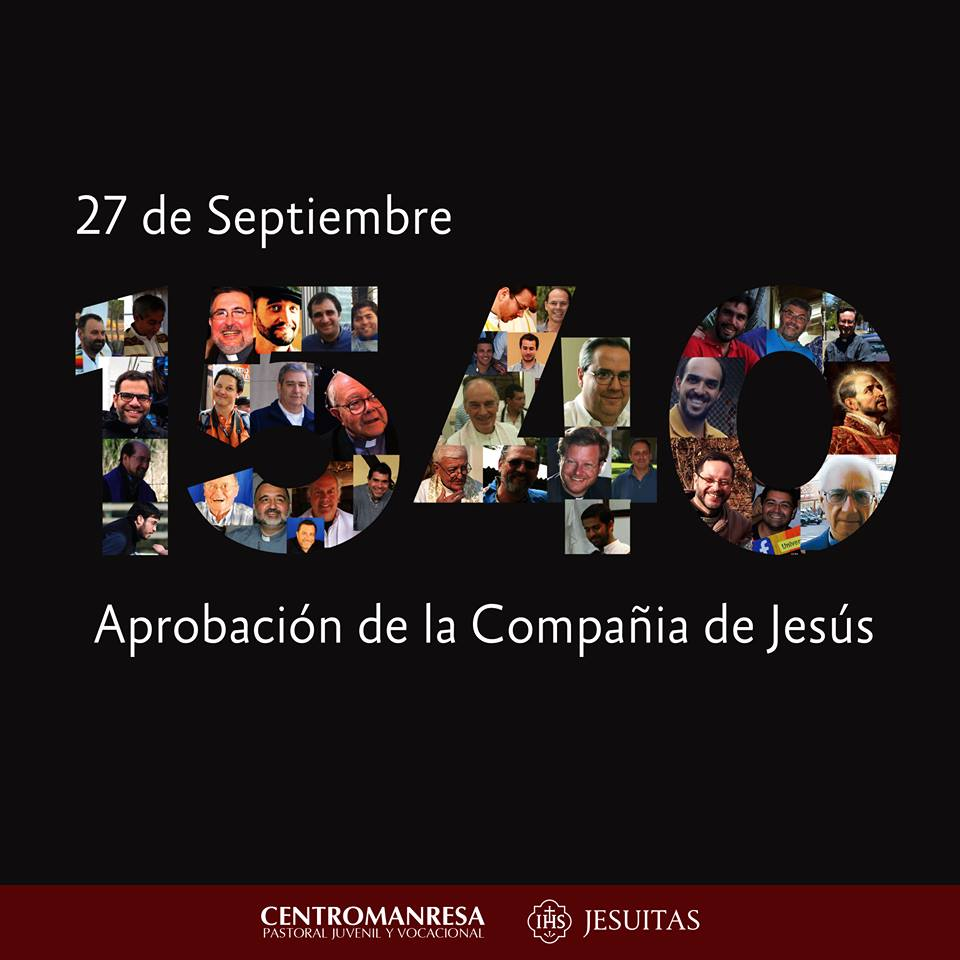 27 de Septiembre
1540
Aprobación de la Compañia de Jesús
CENTROMANRESA
PASTORAL JUVENIL Y VOCACIONAL
IHS JESUITAS